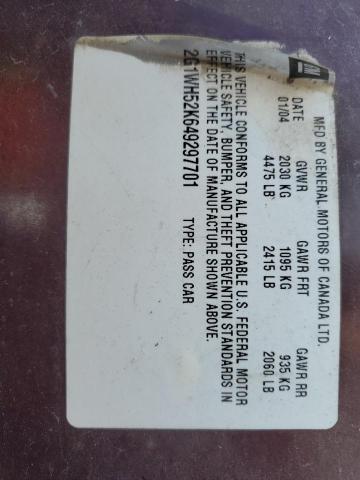 GM
MFD BY GENERAL MOTORS OF CANADA LTD.
DATE GVWR GAWR FRT GAWR RR
01/04 2030 KG 1095 KG 935 KG
4475 LB 2415 LB 2060 LB
THIS VEHICLE CONFORMS TO ALL APPLICABLE U.S. FEDERAL MOTOR
VEHICLE SAFETY, BUMPER, AND THEFT PREVENTION STANDARDS IN
EFFECT ON THE DATE OF MANUFACTURE SHOWN ABOVE.
2G1WH52K649297701 TYPE: PASS CAR